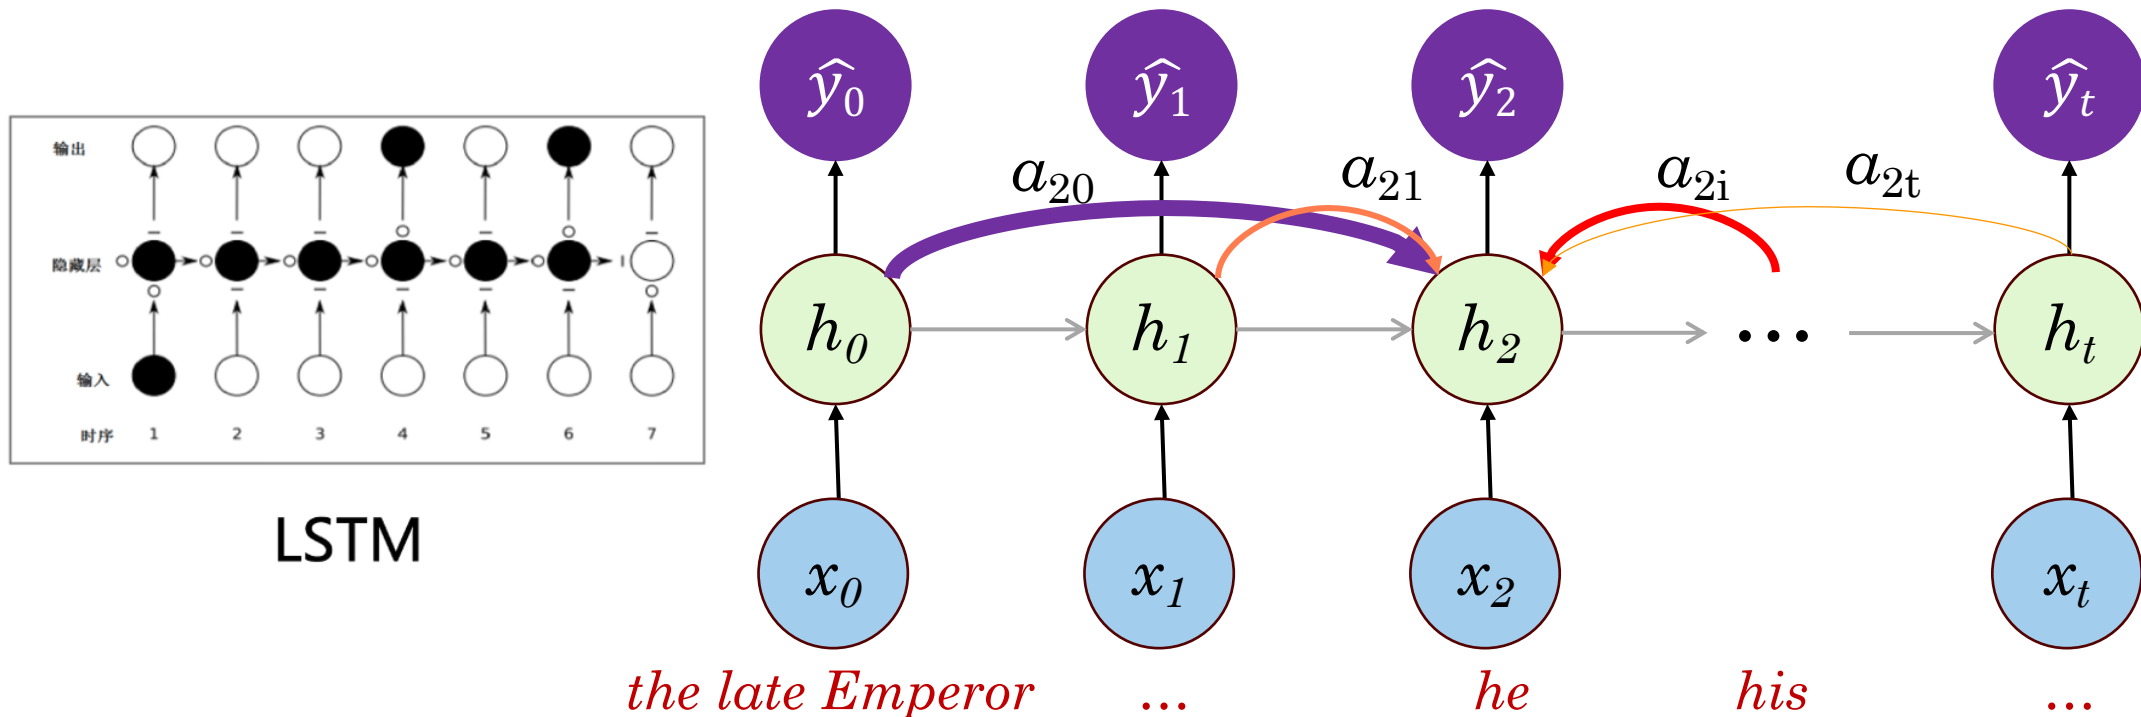 输出
隐藏层
输入
时序 1 2 3 4 5 6 7
LSTM
ŷ₀ ŷ₁ ŷ₂ ŷₜ
a₂₀ a₂₁ a₂ᵢ a₂ₜ
h₀ h₁ h₂ ... hₜ
x₀ x₁ x₂ xₜ
the late Emperor ... he his ...